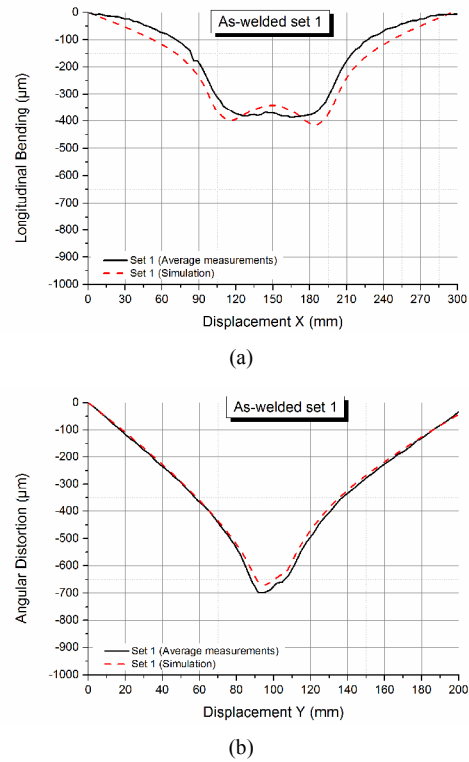 As-welded set 1
0
-100
-200
-300
-400
-500
-600
-700
-800
-900
-1000
Longitudinal Bending (µm)
Set 1 (Average measurements)
Set 1 (Simulation)
0 30 60 90 120 150 180 210 240 270 300
Displacement X (mm)
(a)
As-welded set 1
0
-100
-200
-300
-400
-500
-600
-700
-800
-900
-1000
Angular Distortion (µm)
Set 1 (Average measurements)
Set 1 (Simulation)
0 20 40 60 80 100 120 140 160 180 200
Displacement Y (mm)
(b)